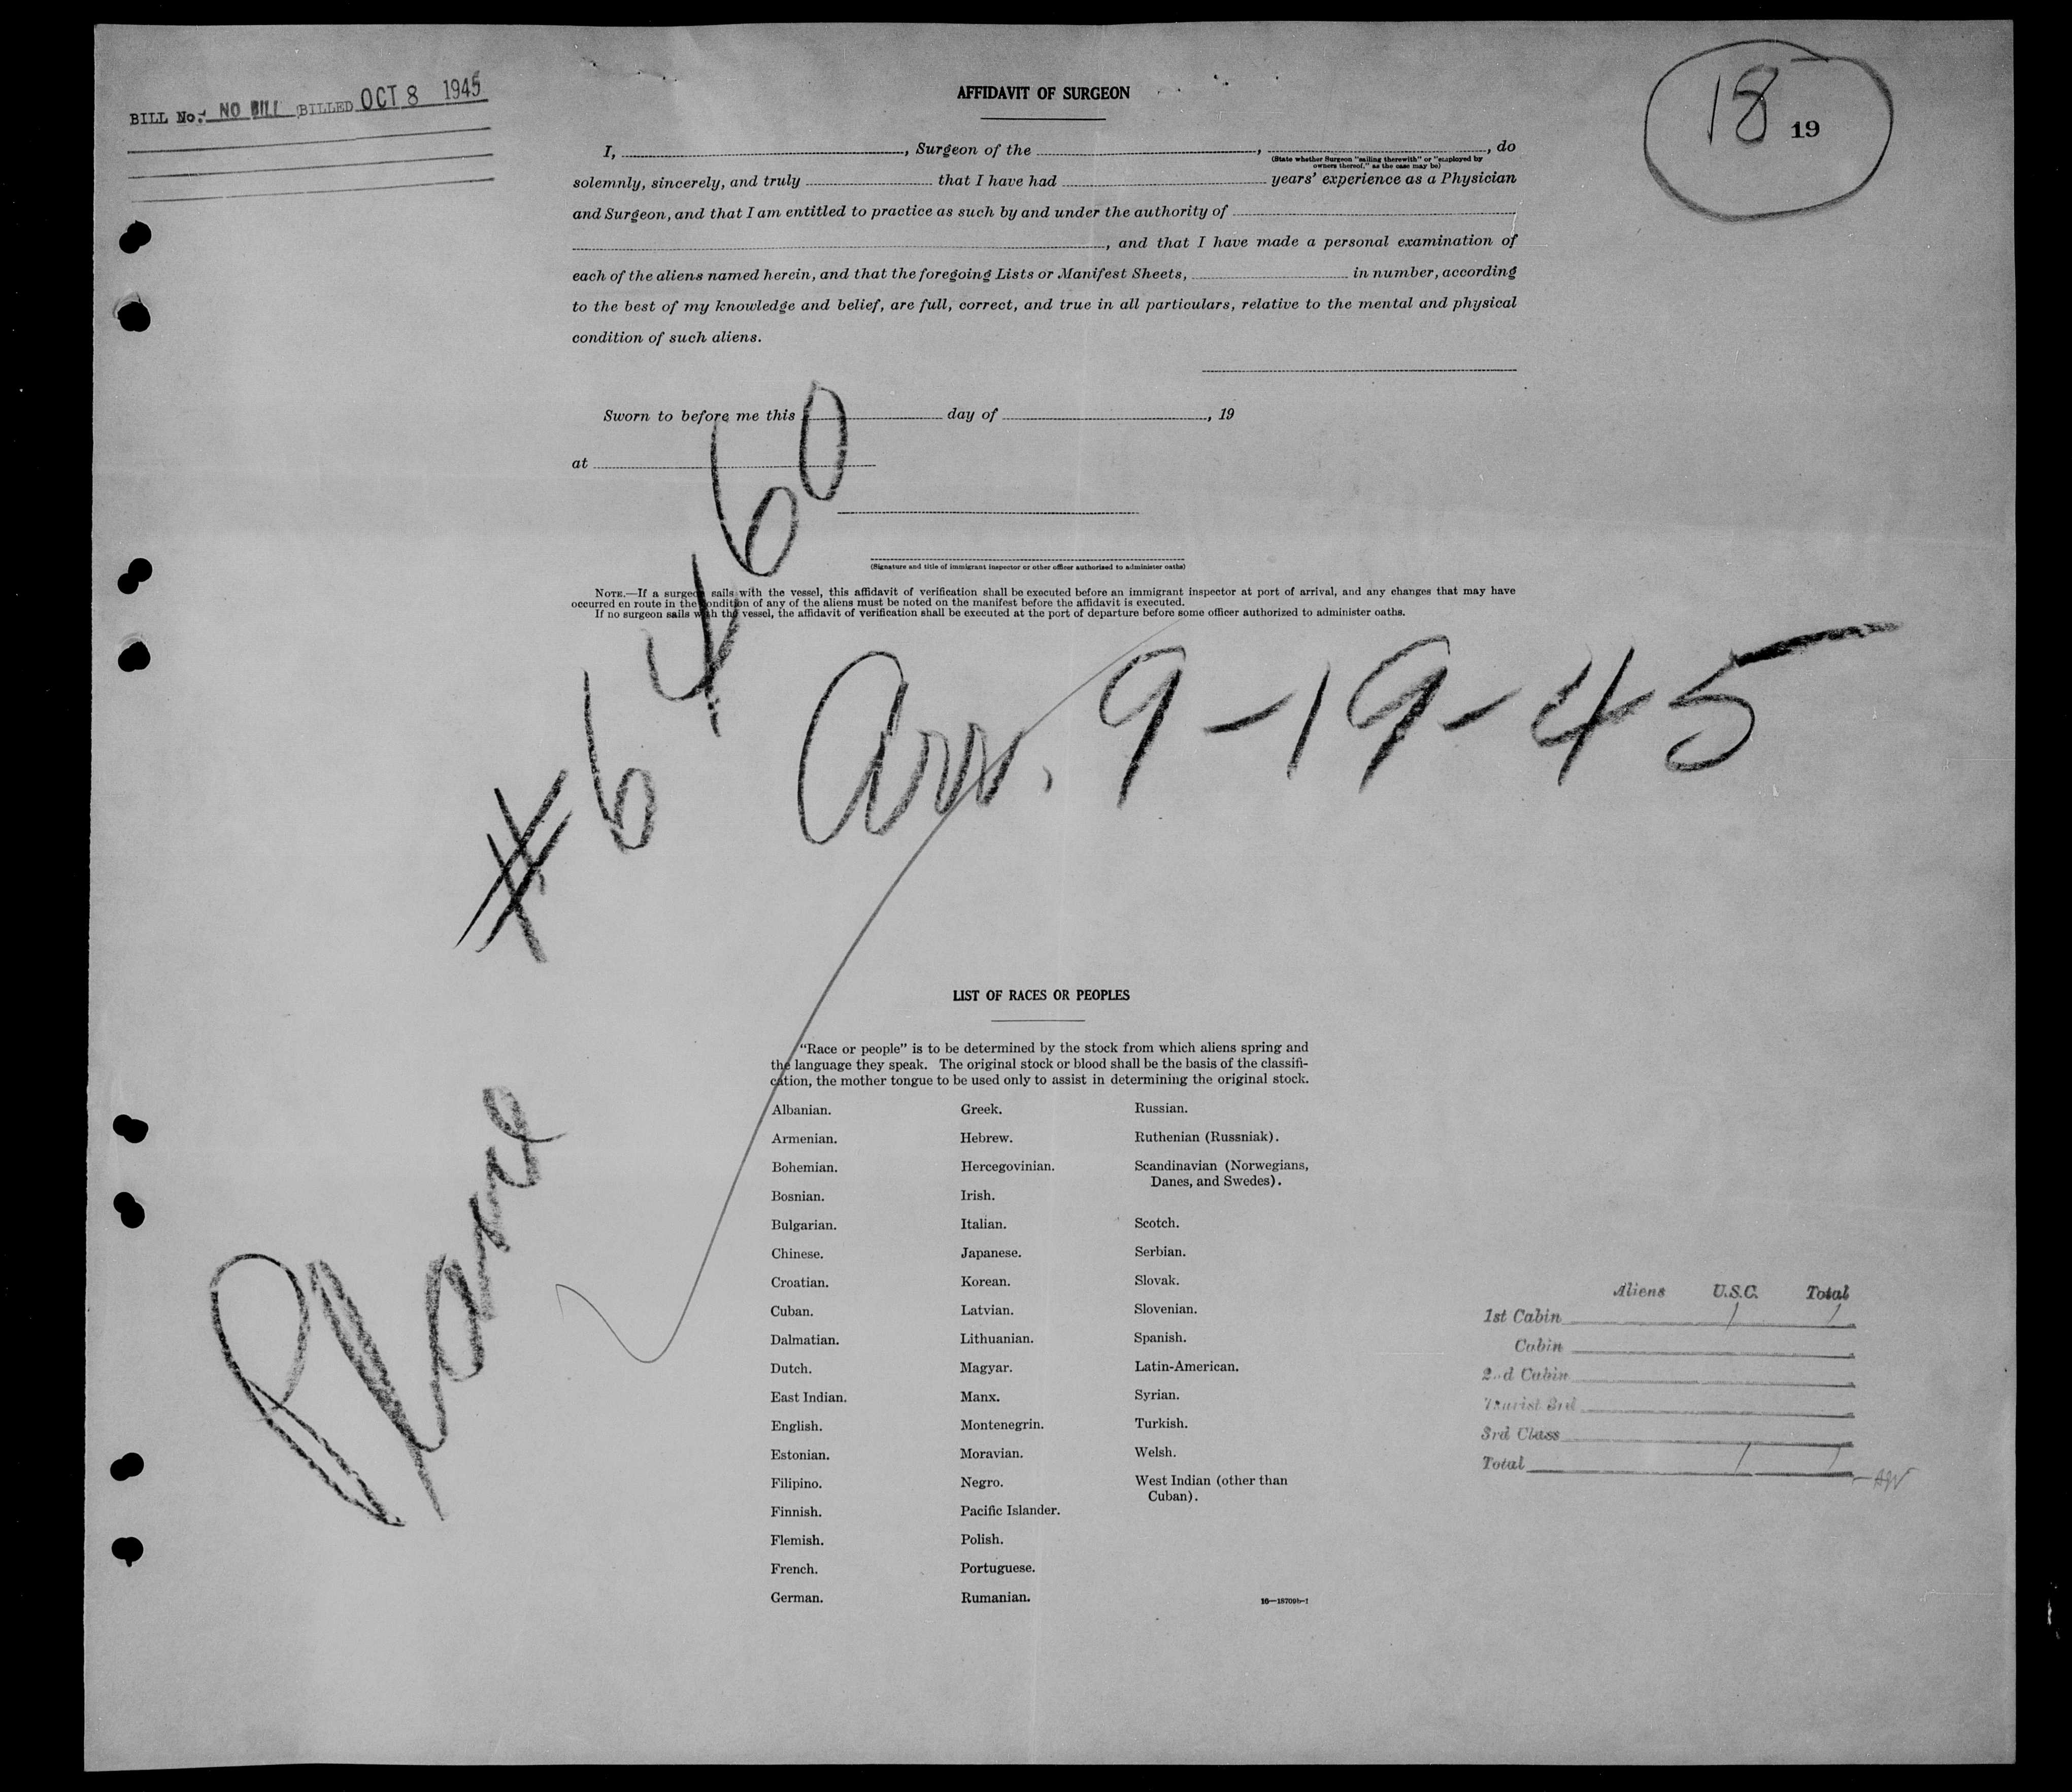 BILL No: NO BILL BILLED OCT 8 1945
18
19
AFFIDAVIT OF SURGEON
I, , Surgeon of the , , do
(State whether Surgeon "sailing therewith" or "employed by
owners thereof," as the case may be)
solemnly, sincerely, and truly that I have had years' experience as a Physician
and Surgeon, and that I am entitled to practice as such by and under the authority of
, and that I have made a personal examination of
each of the aliens named herein, and that the foregoing Lists or Manifest Sheets, in number, according
to the best of my knowledge and belief, are full, correct, and true in all particulars, relative to the mental and physical
condition of such aliens.
Sworn to before me this day of , 19
at
(Signature and title of immigrant inspector or other officer authorized to administer oaths)
NOTE.—If a surgeon sails with the vessel, this affidavit of verification shall be executed before an immigrant inspector at port of arrival, and any changes that may have
occurred en route in the condition of any of the aliens must be noted on the manifest before the affidavit is executed.
If no surgeon sails with the vessel, the affidavit of verification shall be executed at the port of departure before some officer authorized to administer oaths.
Plane #6460
Arr. 9-19-45
LIST OF RACES OR PEOPLES
"Race or people" is to be determined by the stock from which aliens spring and
the language they speak. The original stock or blood shall be the basis of the classifi-
cation, the mother tongue to be used only to assist in determining the original stock.
Albanian.
Armenian.
Bohemian.
Bosnian.
Bulgarian.
Chinese.
Croatian.
Cuban.
Dalmatian.
Dutch.
East Indian.
English.
Estonian.
Filipino.
Finnish.
Flemish.
French.
German.
Greek.
Hebrew.
Hercegovinian.
Irish.
Italian.
Japanese.
Korean.
Latvian.
Lithuanian.
Magyar.
Manx.
Montenegrin.
Moravian.
Negro.
Pacific Islander.
Polish.
Portuguese.
Rumanian.
Russian.
Ruthenian (Russniak).
Scandinavian (Norwegians,
Danes, and Swedes).
Scotch.
Serbian.
Slovak.
Slovenian.
Spanish.
Latin-American.
Syrian.
Turkish.
Welsh.
West Indian (other than
Cuban).
16—18709b-1
Aliens U.S.C. Total
1st Cabin 1 1
Cabin
2nd Cabin
Tourist 3rd
3rd Class
Total 1 1